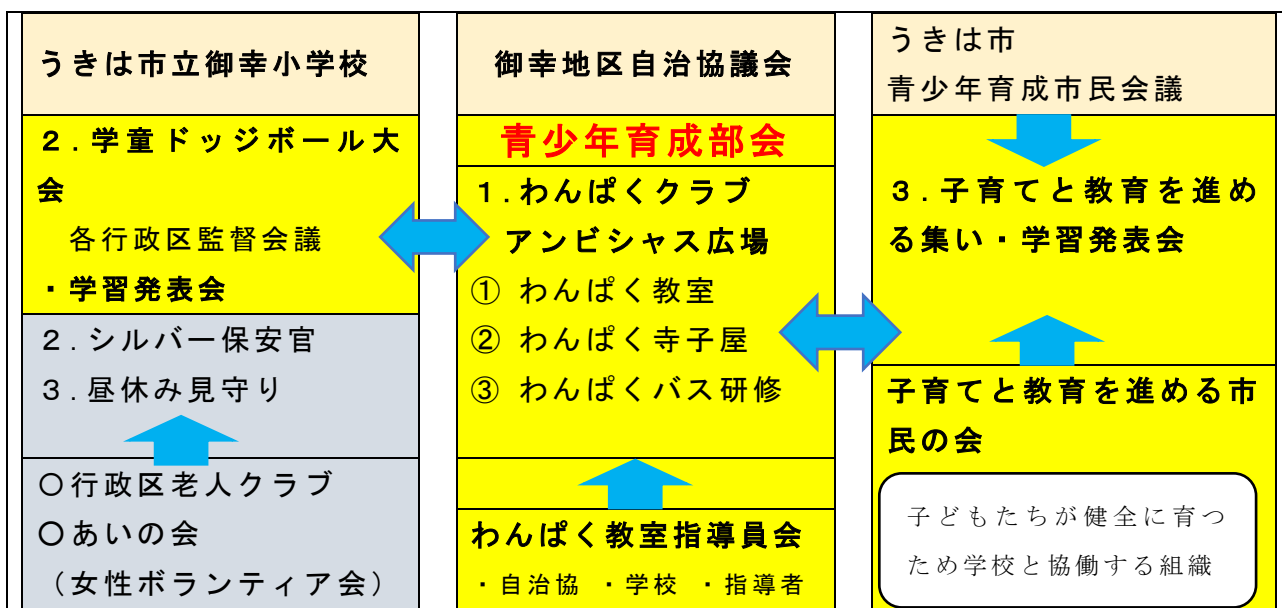 うきは市立御幸小学校
２.学童ドッジボール大
会
各行政区監督会議
・学習発表会
２.シルバー保安官
３.昼休み見守り
〇行政区老人クラブ
〇あいの会
（女性ボランティア会）
御幸地区自治協議会
青少年育成部会
１.わんぱくクラブ
アンビシャス広場
① わんぱく教室
② わんぱく寺子屋
③ わんぱくバス研修
わんぱく教室指導員会
・自治協 ・学校 ・指導者
うきは市
青少年育成市民会議
３.子育てと教育を進め
る集い・学習発表会
子育てと教育を進める市
民の会
子どもたちが健全に育つ
ため学校と協働する組織